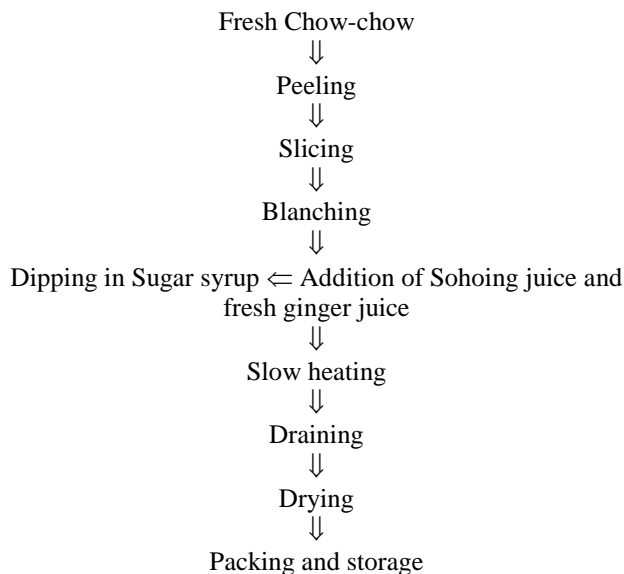 Fresh Chow-chow
⇓
Peeling
⇓
Slicing
⇓
Blanching
⇓
Dipping in Sugar syrup ⇐ Addition of Sohoing juice and
fresh ginger juice
⇓
Slow heating
⇓
Draining
⇓
Drying
⇓
Packing and storage